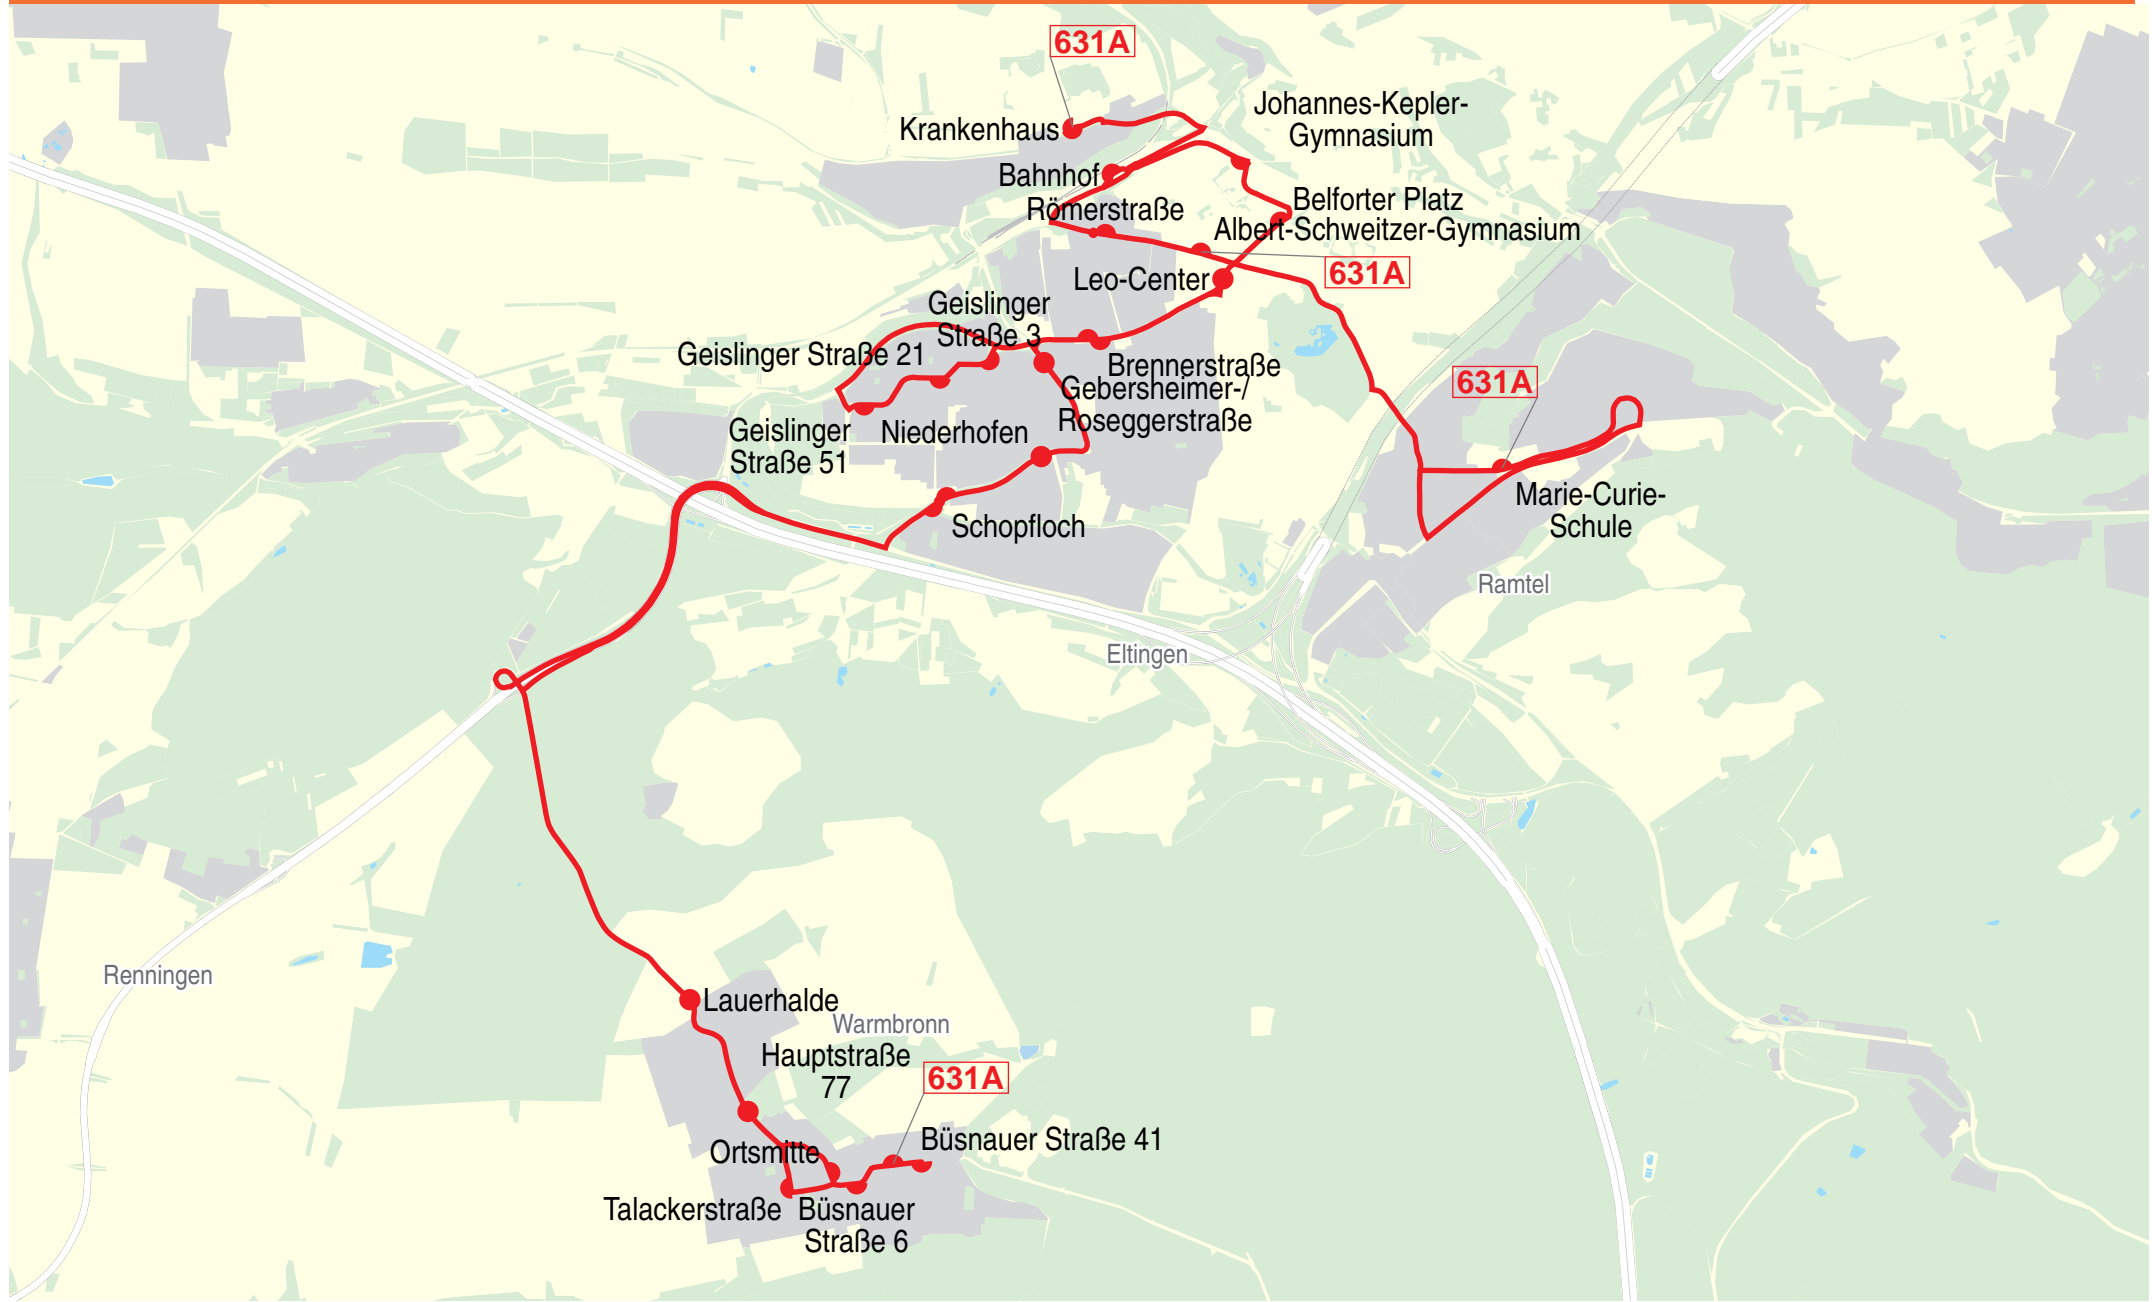 631A
Johannes-Kepler-
Gymnasium
Krankenhaus
Bahnhof
Belforter Platz
Römerstraße
Albert-Schweitzer-Gymnasium
631A
Leo-Center
Geislinger
Straße 3
Geislinger Straße 21
Brennerstraße
631A
Gebersheimer-/
Roseggerstraße
Geislinger
Straße 51
Niederhofen
Marie-Curie-
Schule
Schopfloch
Ramtel
Eltingen
Renningen
Lauerhalde
Warmbronn
Hauptstraße
77
631A
Büsnauer Straße 41
Ortsmitte
Talackerstraße
Büsnauer
Straße 6